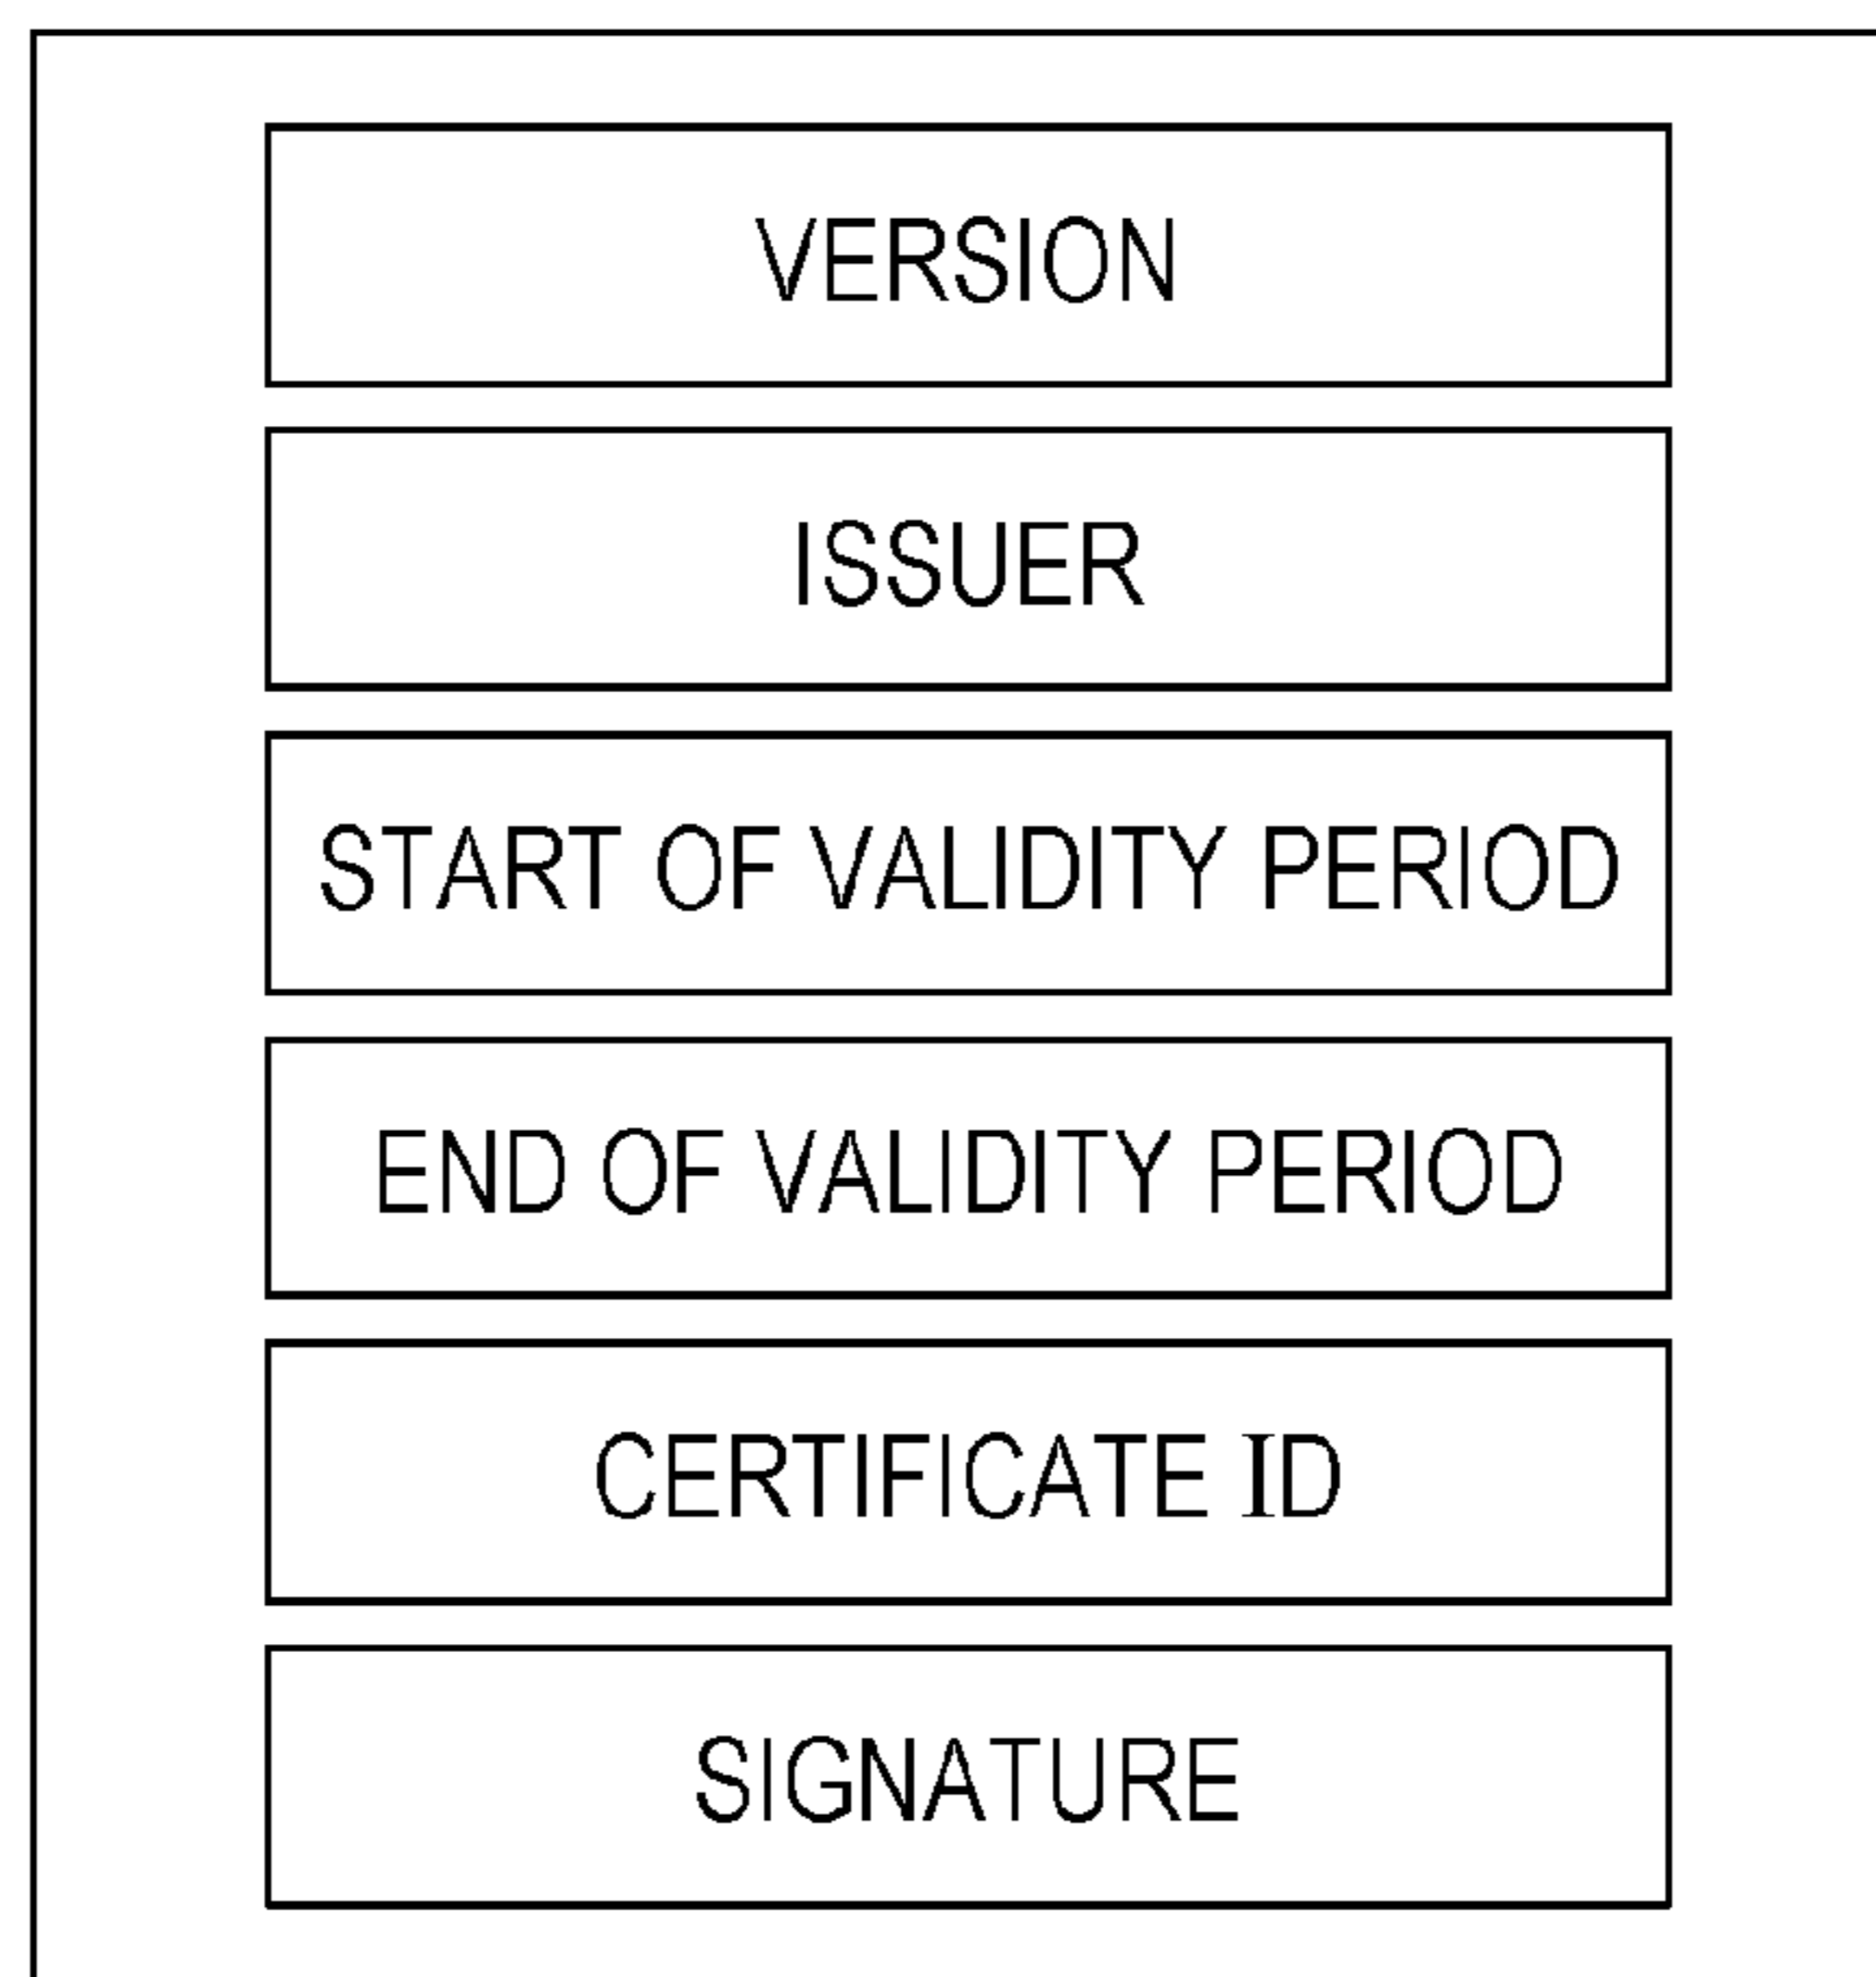 VERSION
ISSUER
START OF VALIDITY PERIOD
END OF VALIDITY PERIOD
CERTIFICATE ID
SIGNATURE